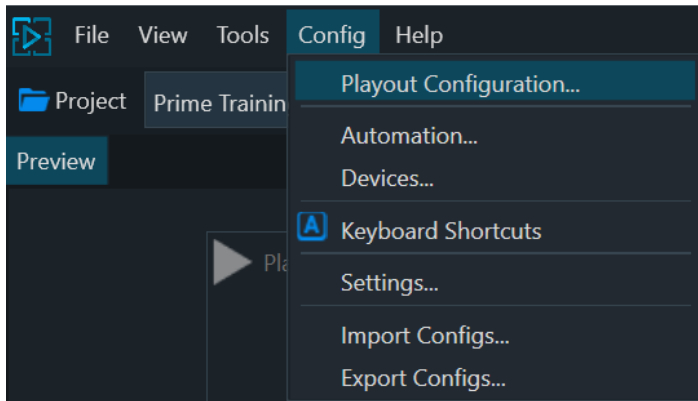 File View Tools Config Help
Project Prime Trainin
Playout Configuration...
Automation...
Preview
Devices...
A Keyboard Shortcuts
Pla
Settings...
Import Configs...
Export Configs...